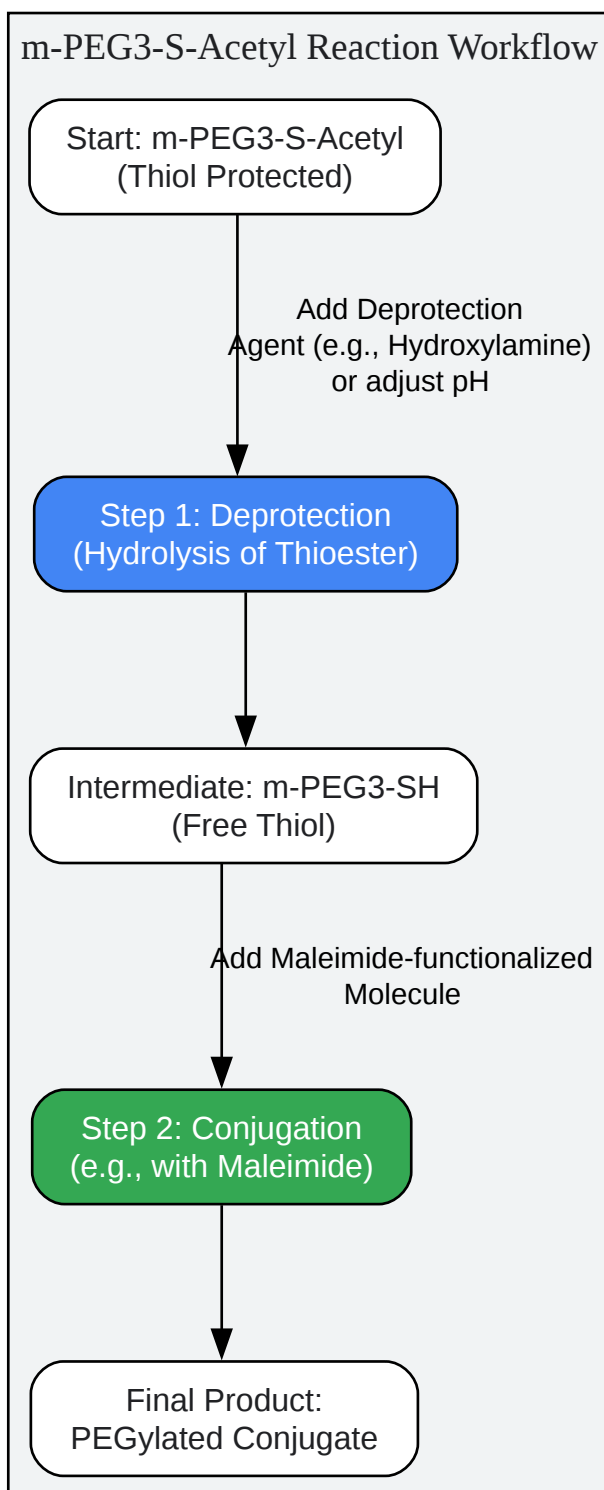 m-PEG3-S-Acetyl Reaction Workflow
Start: m-PEG3-S-Acetyl
(Thiol Protected)
Add Deprotection
Agent (e.g., Hydroxylamine)
or adjust pH
Step 1: Deprotection
(Hydrolysis of Thioester)
Intermediate: m-PEG3-SH
(Free Thiol)
Add Maleimide-functionalized
Molecule
Step 2: Conjugation
(e.g., with Maleimide)
Final Product:
PEGylated Conjugate